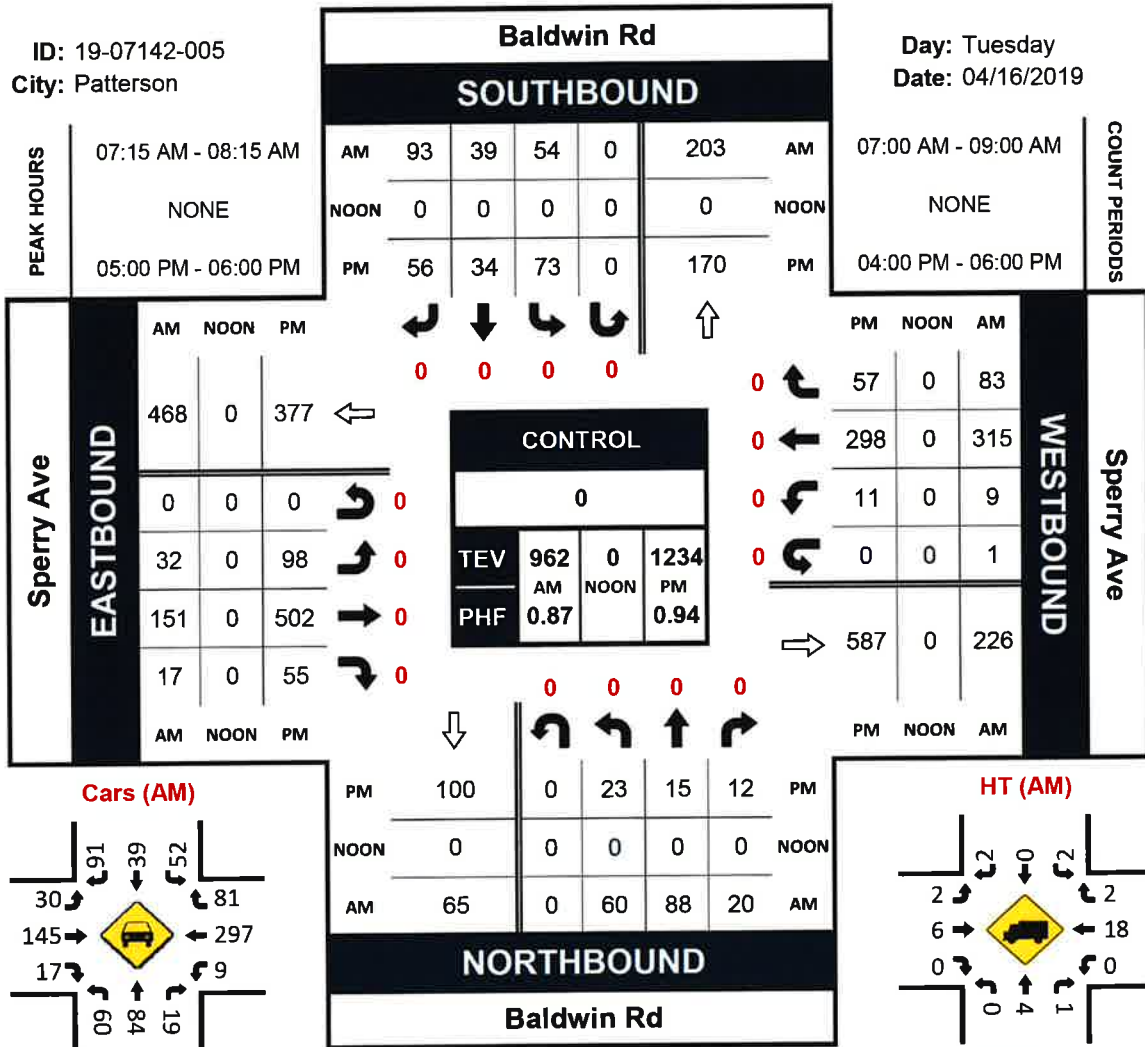 Baldwin Rd
SOUTHBOUND
ID: 19-07142-005
City: Patterson
Day: Tuesday
Date: 04/16/2019
PEAK HOURS
07:15 AM - 08:15 AM
NONE
05:00 PM - 06:00 PM
AM 93 39 54 0 203 AM
NOON 0 0 0 0 0 NOON
PM 56 34 73 0 170 PM
07:00 AM - 09:00 AM
NONE
04:00 PM - 06:00 PM
COUNT PERIODS
0 0 0 0
Sperry Ave
EASTBOUND
AM NOON PM
468 0 377
0 0 0 0
32 0 98 0
151 0 502 0
17 0 55 0
AM NOON PM
CONTROL
0
TEV 962 0 1234
AM NOON PM
PHF 0.87 0.94
PM NOON AM
0 57 0 83
0 298 0 315
0 11 0 9
0 0 0 1
587 0 226
PM NOON AM
WESTBOUND
Sperry Ave
0 0 0 0
PM 100 0 23 15 12 PM
NOON 0 0 0 0 0 NOON
AM 65 0 60 88 20 AM
NORTHBOUND
Baldwin Rd
Cars (AM)
91 39 52
30 81
145 297
17 9
60 84 19
HT (AM)
2 0 2
2 2
6 18
0 0
0 4 1